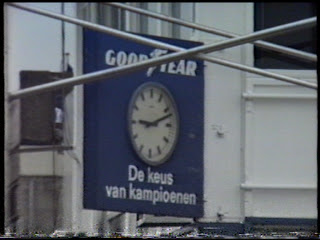 GOODYEAR
De keus
van kampioenen